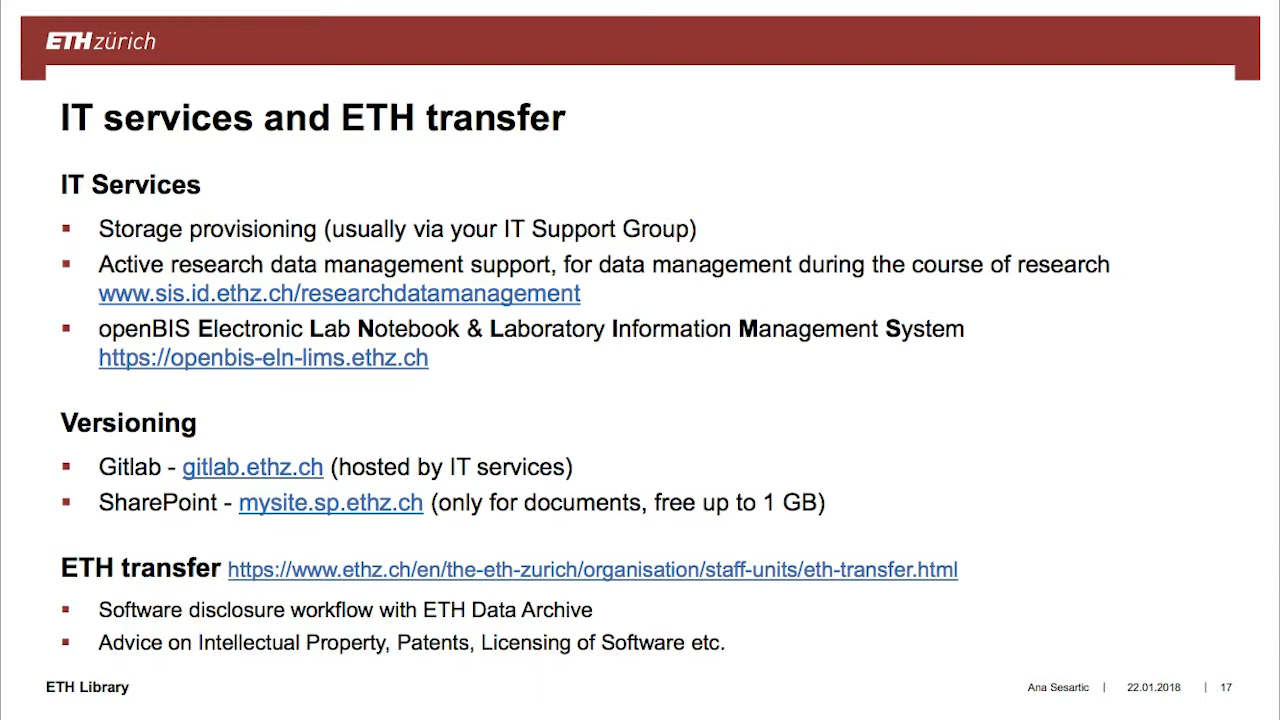 ETH zürich
IT services and ETH transfer
IT Services
▪ Storage provisioning (usually via your IT Support Group)
▪ Active research data management support, for data management during the course of research
www.sis.id.ethz.ch/researchdatamanagement
▪ openBIS Electronic Lab Notebook & Laboratory Information Management System
https://openbis-eln-lims.ethz.ch
Versioning
▪ Gitlab - gitlab.ethz.ch (hosted by IT services)
▪ SharePoint - mysite.sp.ethz.ch (only for documents, free up to 1 GB)
ETH transfer https://www.ethz.ch/en/the-eth-zurich/organisation/staff-units/eth-transfer.html
▪ Software disclosure workflow with ETH Data Archive
▪ Advice on Intellectual Property, Patents, Licensing of Software etc.
ETH Library Ana Sesartic | 22.01.2018 | 17